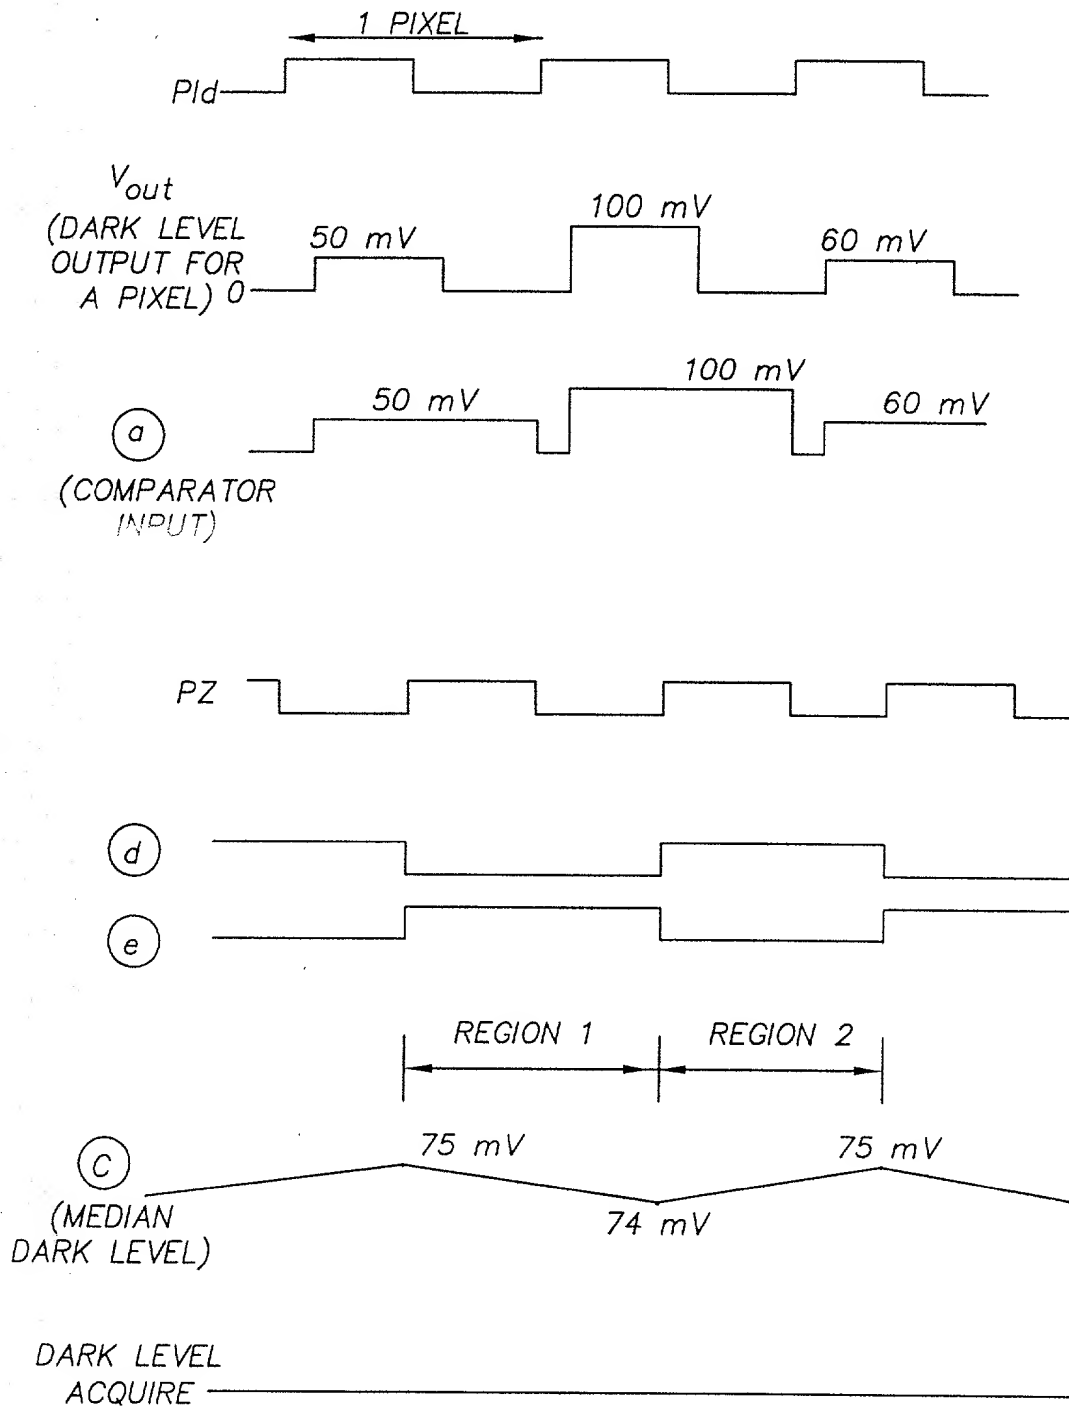 1 PIXEL
PId
Vout
(DARK LEVEL
OUTPUT FOR
A PIXEL) 0
50 mV
100 mV
60 mV
a
(COMPARATOR
INPUT)
50 mV
100 mV
60 mV
PZ
d
e
REGION 1
REGION 2
C
(MEDIAN
DARK LEVEL)
75 mV
74 mV
75 mV
DARK LEVEL
ACQUIRE